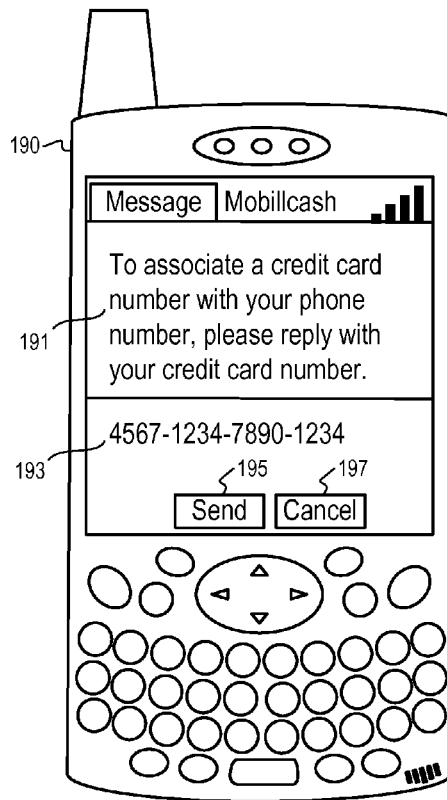 190
Message Mobillcash
To associate a credit card
number with your phone
191 number, please reply with
your credit card number.
4567-1234-7890-1234
193
195 197
Send Cancel